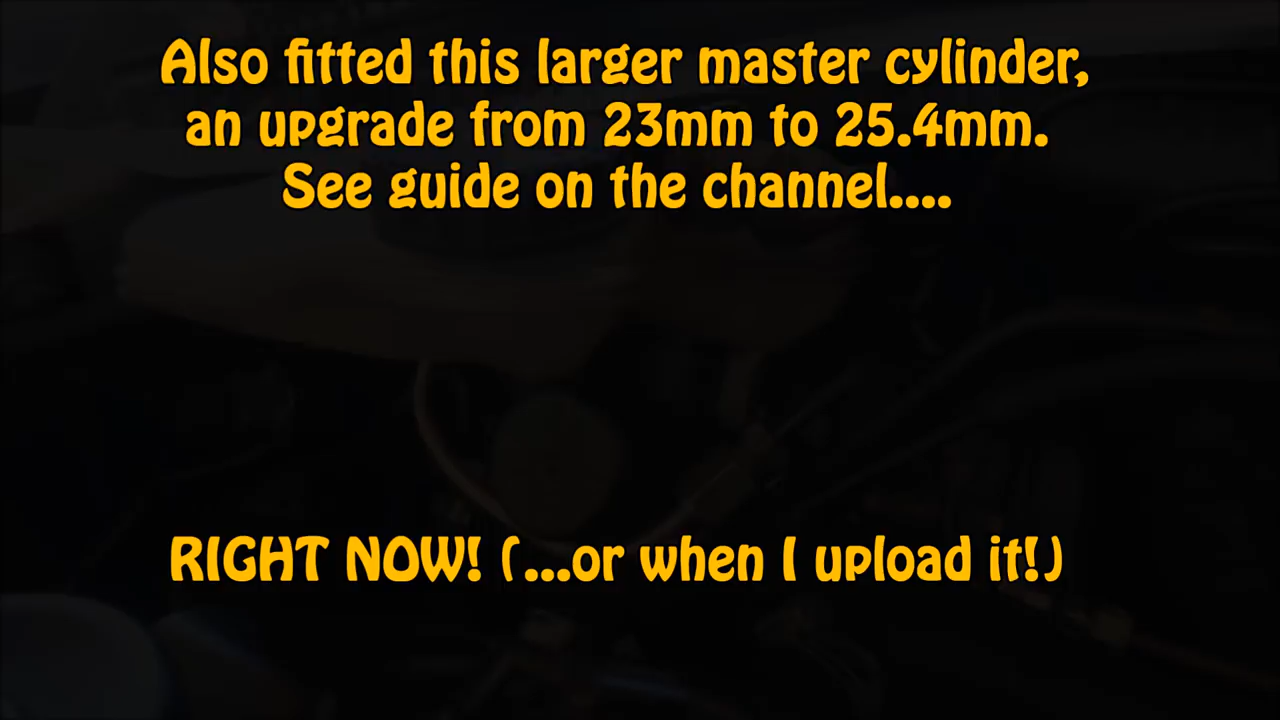 Also fitted this larger master cylinder,
an upgrade from 23mm to 25.4mm.
See guide on the channel....
RIGHT NOW! (...or when I upload it!)